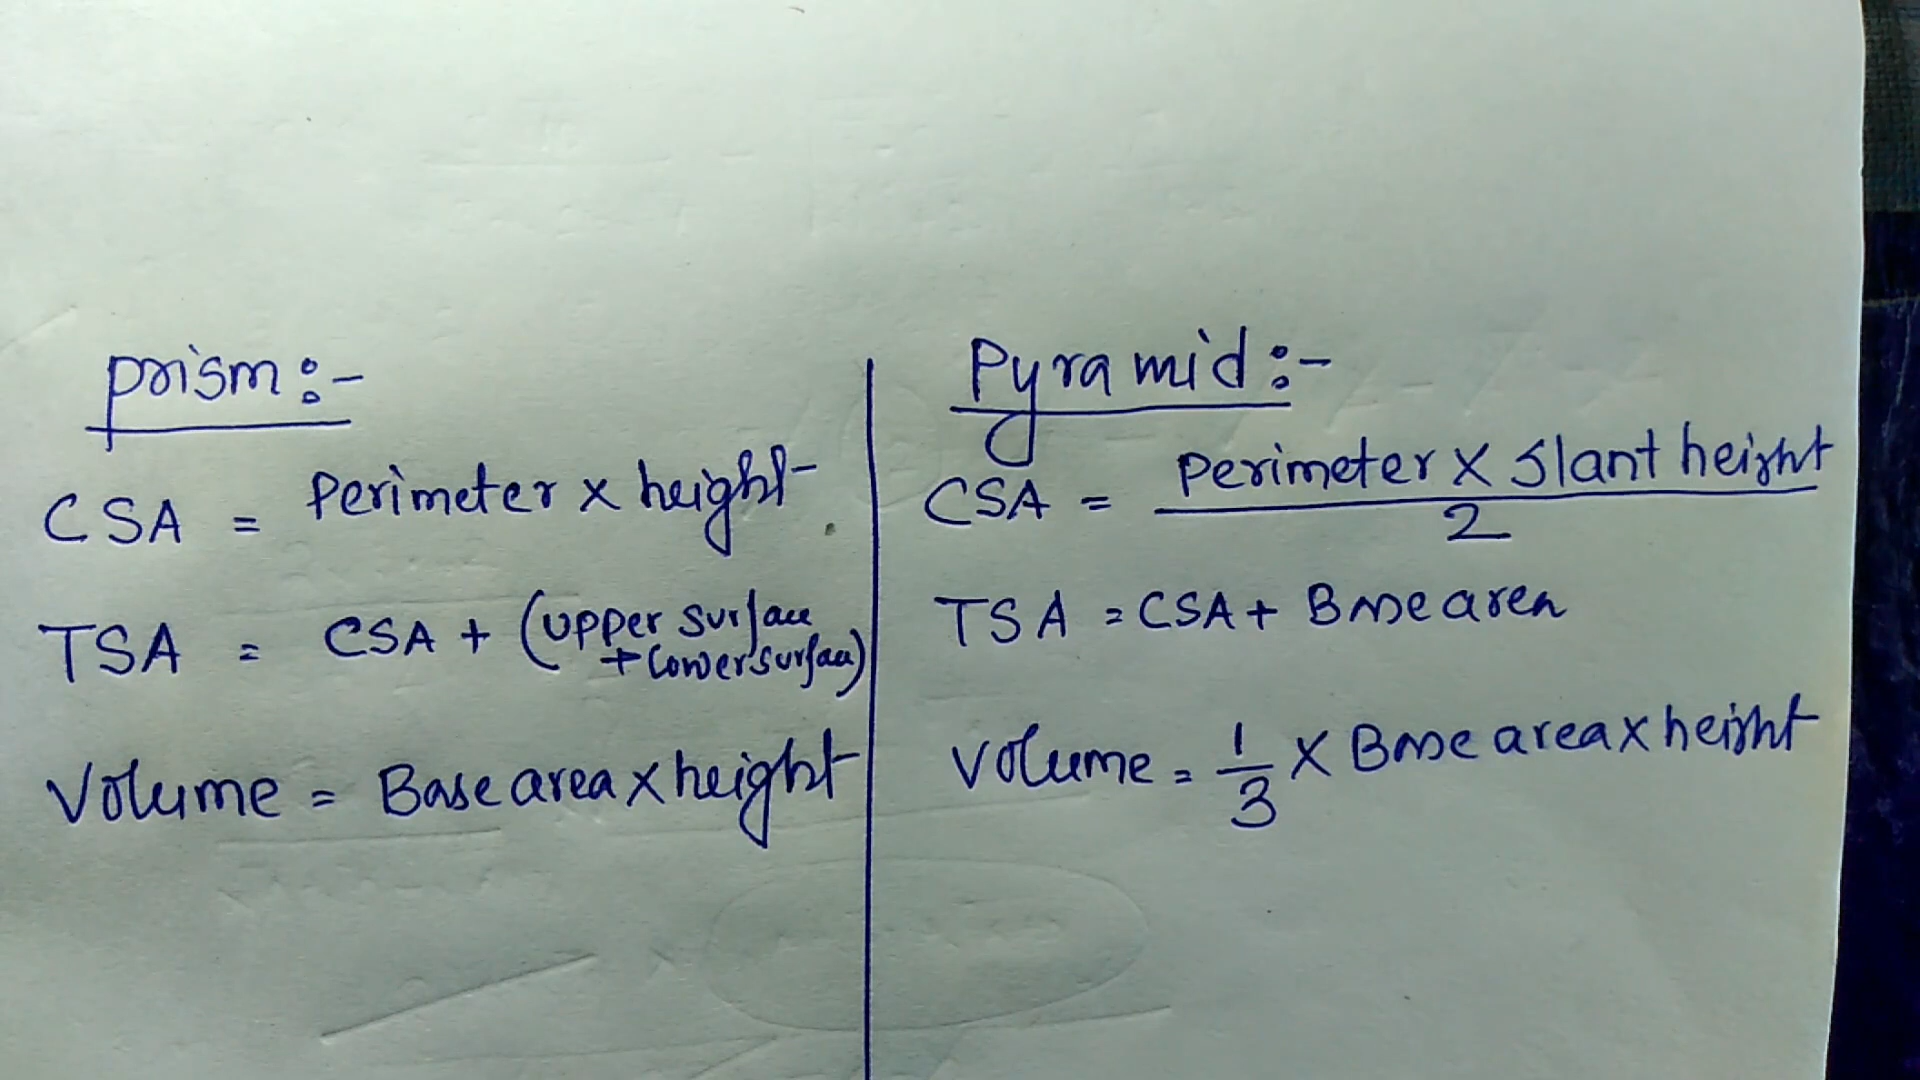 Prism :-
CSA = Perimeter x height
TSA = CSA + (Upper surface
+ Lower surface)
Volume = Base area x height
Pyramid :-
CSA = Perimeter x Slant height
2
TSA = CSA + Base area
Volume = 1/3 x Base area x height